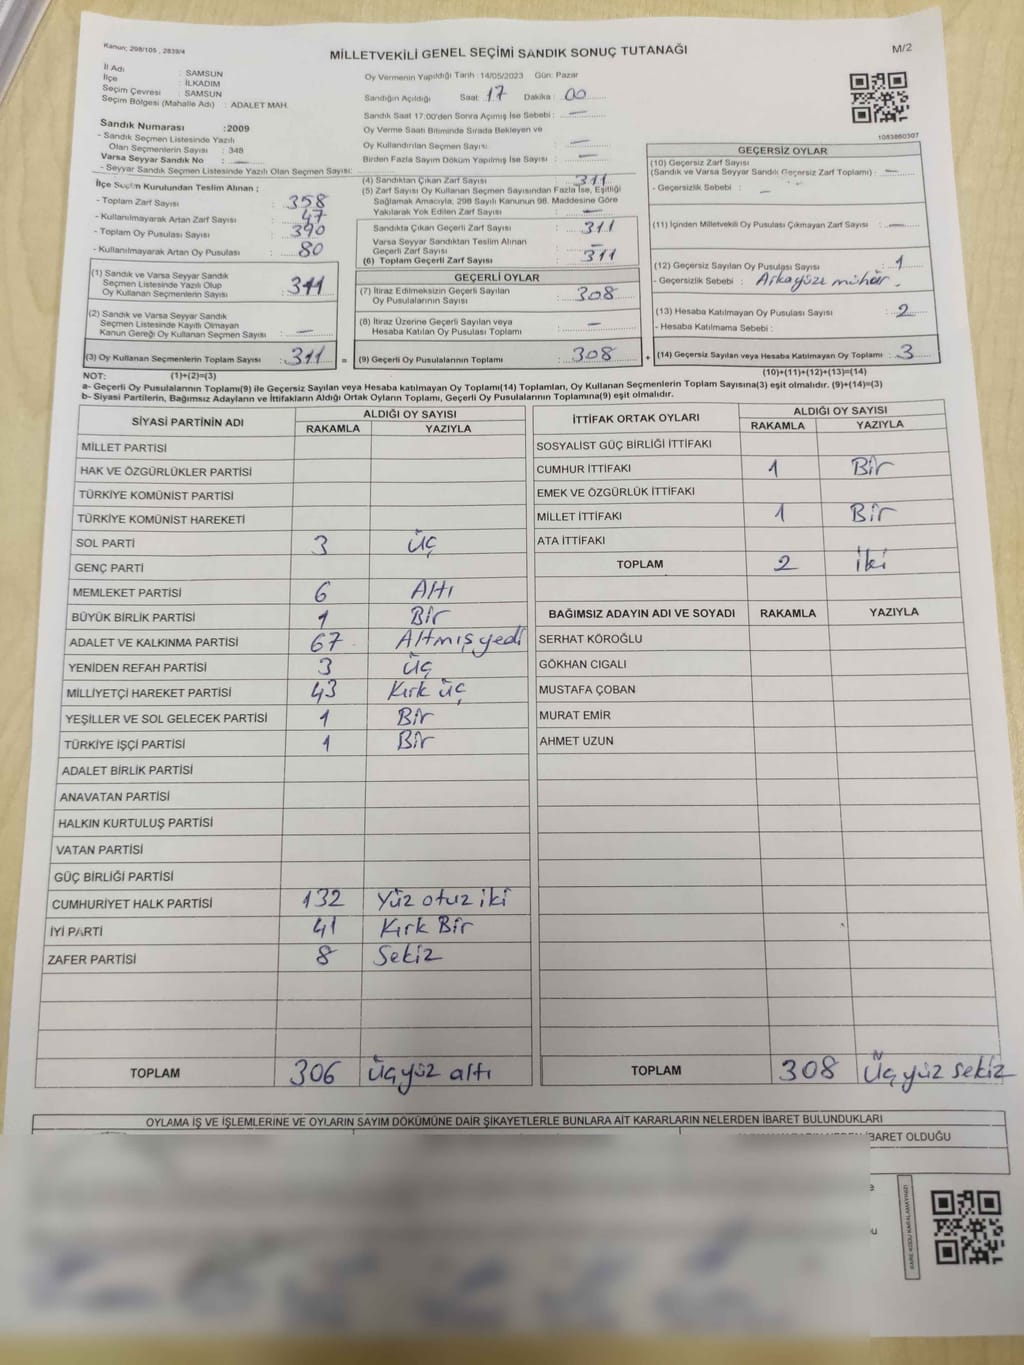 Kanun: 298/105 , 2839/4
MİLLETVEKİLİ GENEL SEÇİMİ SANDIK SONUÇ TUTANAĞI
M/2
İl Adı : SAMSUN
İlçe : İLKADIM
Seçim Çevresi : SAMSUN
Seçim Bölgesi (Mahalle Adı) : ADALET MAH.
Sandık Numarası :2009
- Sandık Seçmen Listesinde Yazılı
Olan Seçmenlerin Sayısı : 348
Varsa Seyyar Sandık No : —
- Seyyar Sandık Seçmen Listesinde Yazılı Olan Seçmen Sayısı:
Oy Vermenin Yapıldığı Tarih :14/05/2023 Gün: Pazar
Sandığın Açıldığı Saat: 17 Dakika : 00
Sandık Saat 17:00'den Sonra Açımış İse Sebebi : —
Oy Verme Saati Bitiminde Sırada Bekleyen ve
Oy Kullandırılan Seçmen Sayısı : —
Birden Fazla Sayım Döküm Yapılmış İse Sayısı : —
1083860307
İlçe Seçim Kurulundan Teslim Alınan ;
- Toplam Zarf Sayısı : 358
- Kullanılmayarak Artan Zarf Sayısı : 47
- Toplam Oy Pusulası Sayısı : 390
- Kullanılmayarak Artan Oy Pusulası : 80
(1) Sandık ve Varsa Seyyar Sandık
Seçmen Listesinde Yazılı Olup
Oy Kullanan Seçmenlerin Sayısı : 311
(2) Sandık ve Varsa Seyyar Sandık
Seçmen Listesinde Kayıtlı Olmayan
Kanun Gereği Oy Kullanan Seçmen Sayısı : —
(3) Oy Kullanan Seçmenlerin Toplam Sayısı : 311 =
(4) Sandıktan Çıkan Zarf Sayısı : 311
(5) Zarf Sayısı Oy Kullanan Seçmen Sayısından Fazla İse, Eşitliği
Sağlamak Amacıyla, 298 Sayılı Kanunun 98. Maddesine Göre
Yakılarak Yok Edilen Zarf Sayısı : —
Sandıkta Çıkan Geçerli Zarf Sayısı : 311
Varsa Seyyar Sandıktan Teslim Alınan
Geçerli Zarf Sayısı : —
(6) Toplam Geçerli Zarf Sayısı : 311
GEÇERLİ OYLAR
(7) İtiraz Edilmeksizin Geçerli Sayılan
Oy Pusulalarının Sayısı : 308
(8) İtiraz Üzerine Geçerli Sayılan veya
Hesaba Katılan Oy Pusulası Toplamı : —
(9) Geçerli Oy Pusulalarının Toplamı : 308 +
GEÇERSİZ OYLAR
(10) Geçersiz Zarf Sayısı
(Sandık ve Varsa Seyyar Sandık Geçersiz Zarf Toplamı) : —
- Geçersizlik Sebebi : —
(11) İçinden Milletvekili Oy Pusulası Çıkmayan Zarf Sayısı : —
(12) Geçersiz Sayılan Oy Pusulası Sayısı : 1
- Geçersizlik Sebebi : Arkayüzü mühür.
(13) Hesaba Katılmayan Oy Pusulası Sayısı : 2
- Hesaba Katılmama Sebebi :
(14) Geçersiz Sayılan veya Hesaba Katılmayan Oy Toplamı : 3
NOT: (1)+(2)=(3)
(10)+(11)+(12)+(13)=(14)
a- Geçerli Oy Pusulalarının Toplamı(9) ile Geçersiz Sayılan veya Hesaba katılmayan Oy Toplamı(14) Toplamları, Oy Kullanan Seçmenlerin Toplam Sayısına(3) eşit olmalıdır. (9)+(14)=(3)
b- Siyasi Partilerin, Bağımsız Adayların ve İttifakların Aldığı Ortak Oyların Toplamı, Geçerli Oy Pusulalarının Toplamına(9) eşit olmalıdır.
SİYASİ PARTİNİN ADI ALDIĞI OY SAYISI
RAKAMLA YAZIYLA
MİLLET PARTİSİ
HAK VE ÖZGÜRLÜKLER PARTİSİ
TÜRKİYE KOMÜNİST PARTİSİ
TÜRKİYE KOMÜNİST HAREKETİ
SOL PARTİ 3 üç
GENÇ PARTİ
MEMLEKET PARTİSİ 6 Altı
BÜYÜK BİRLİK PARTİSİ 1 Bir
ADALET VE KALKINMA PARTİSİ 67 Altmış yedi
YENİDEN REFAH PARTİSİ 3 üç
MİLLİYETÇİ HAREKET PARTİSİ 43 Kırk üç
YEŞİLLER VE SOL GELECEK PARTİSİ 1 Bir
TÜRKİYE İŞÇİ PARTİSİ 1 Bir
ADALET BİRLİK PARTİSİ
ANAVATAN PARTİSİ
HALKIN KURTULUŞ PARTİSİ
VATAN PARTİSİ
GÜÇ BİRLİĞİ PARTİSİ
CUMHURİYET HALK PARTİSİ 132 Yüz otuz iki
İYİ PARTİ 41 Kırk Bir
ZAFER PARTİSİ 8 Sekiz
TOPLAM 306 Üçyüz altı
İTTİFAK ORTAK OYLARI ALDIĞI OY SAYISI
RAKAMLA YAZIYLA
SOSYALİST GÜÇ BİRLİĞİ İTTİFAKI
CUMHUR İTTİFAKI 1 Bir
EMEK VE ÖZGÜRLÜK İTTİFAKI
MİLLET İTTİFAKI 1 Bir
ATA İTTİFAKI
TOPLAM 2 iki
BAĞIMSIZ ADAYIN ADI VE SOYADI RAKAMLA YAZIYLA
SERHAT KÖROĞLU
GÖKHAN CIGALI
MUSTAFA ÇOBAN
MURAT EMİR
AHMET UZUN
TOPLAM 308 Üçyüz sekiz
OYLAMA İŞ VE İŞLEMLERİNE VE OYLARIN SAYIM DÖKÜMÜNE DAİR ŞİKAYETLERLE BUNLARA AİT KARARLARIN NELERDEN İBARET BULUNDUKLARI
İBARET OLDUĞU
KARE KODU KARALAMAYINIZ!